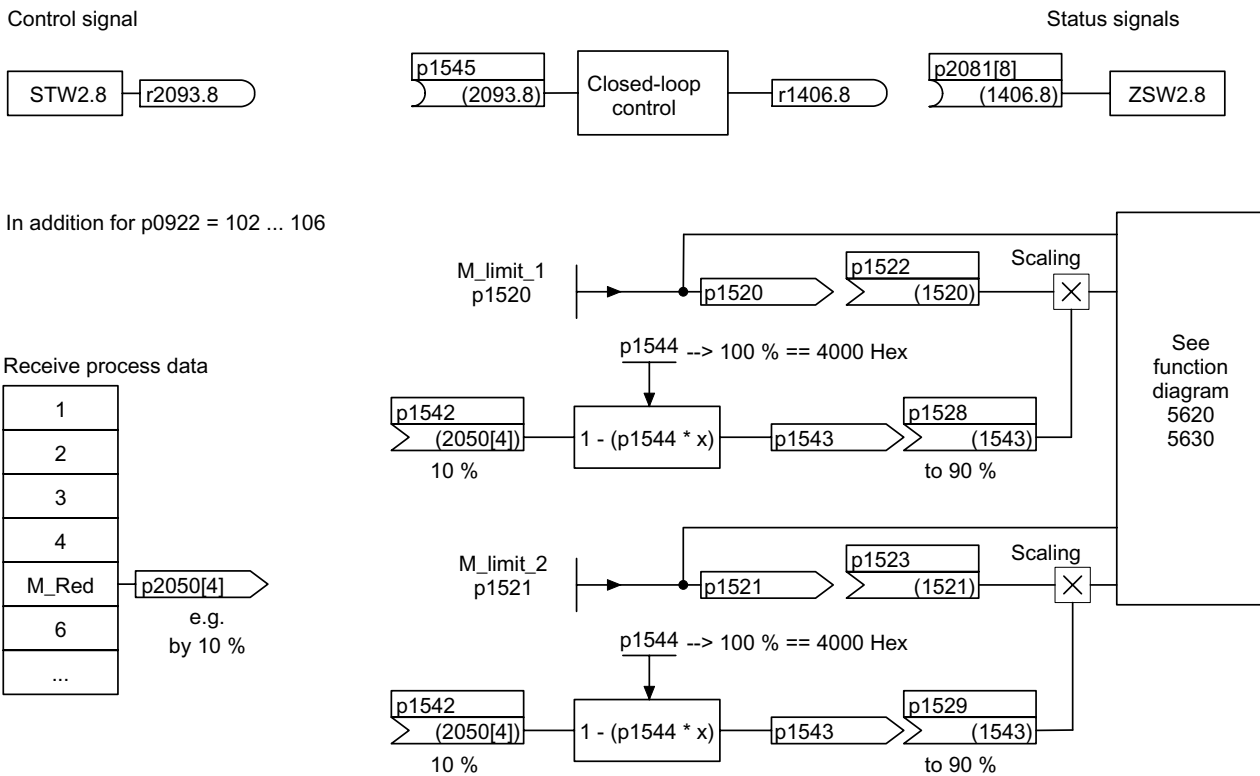 Control signal
Status signals
STW2.8
r2093.8
p1545
(2093.8)
Closed-loop
control
r1406.8
p2081[8]
(1406.8)
ZSW2.8
In addition for p0922 = 102 ... 106
M_limit_1
p1520
p1520
p1522
(1520)
Scaling
See
function
diagram
5620
5630
p1544 --> 100 % == 4000 Hex
p1542
(2050[4])
10 %
1 - (p1544 * x)
p1543
p1528
(1543)
to 90 %
Receive process data
1
2
3
4
M_Red
6
...
p2050[4]
e.g.
by 10 %
M_limit_2
p1521
p1521
p1523
(1521)
Scaling
p1544 --> 100 % == 4000 Hex
p1542
(2050[4])
10 %
1 - (p1544 * x)
p1543
p1529
(1543)
to 90 %